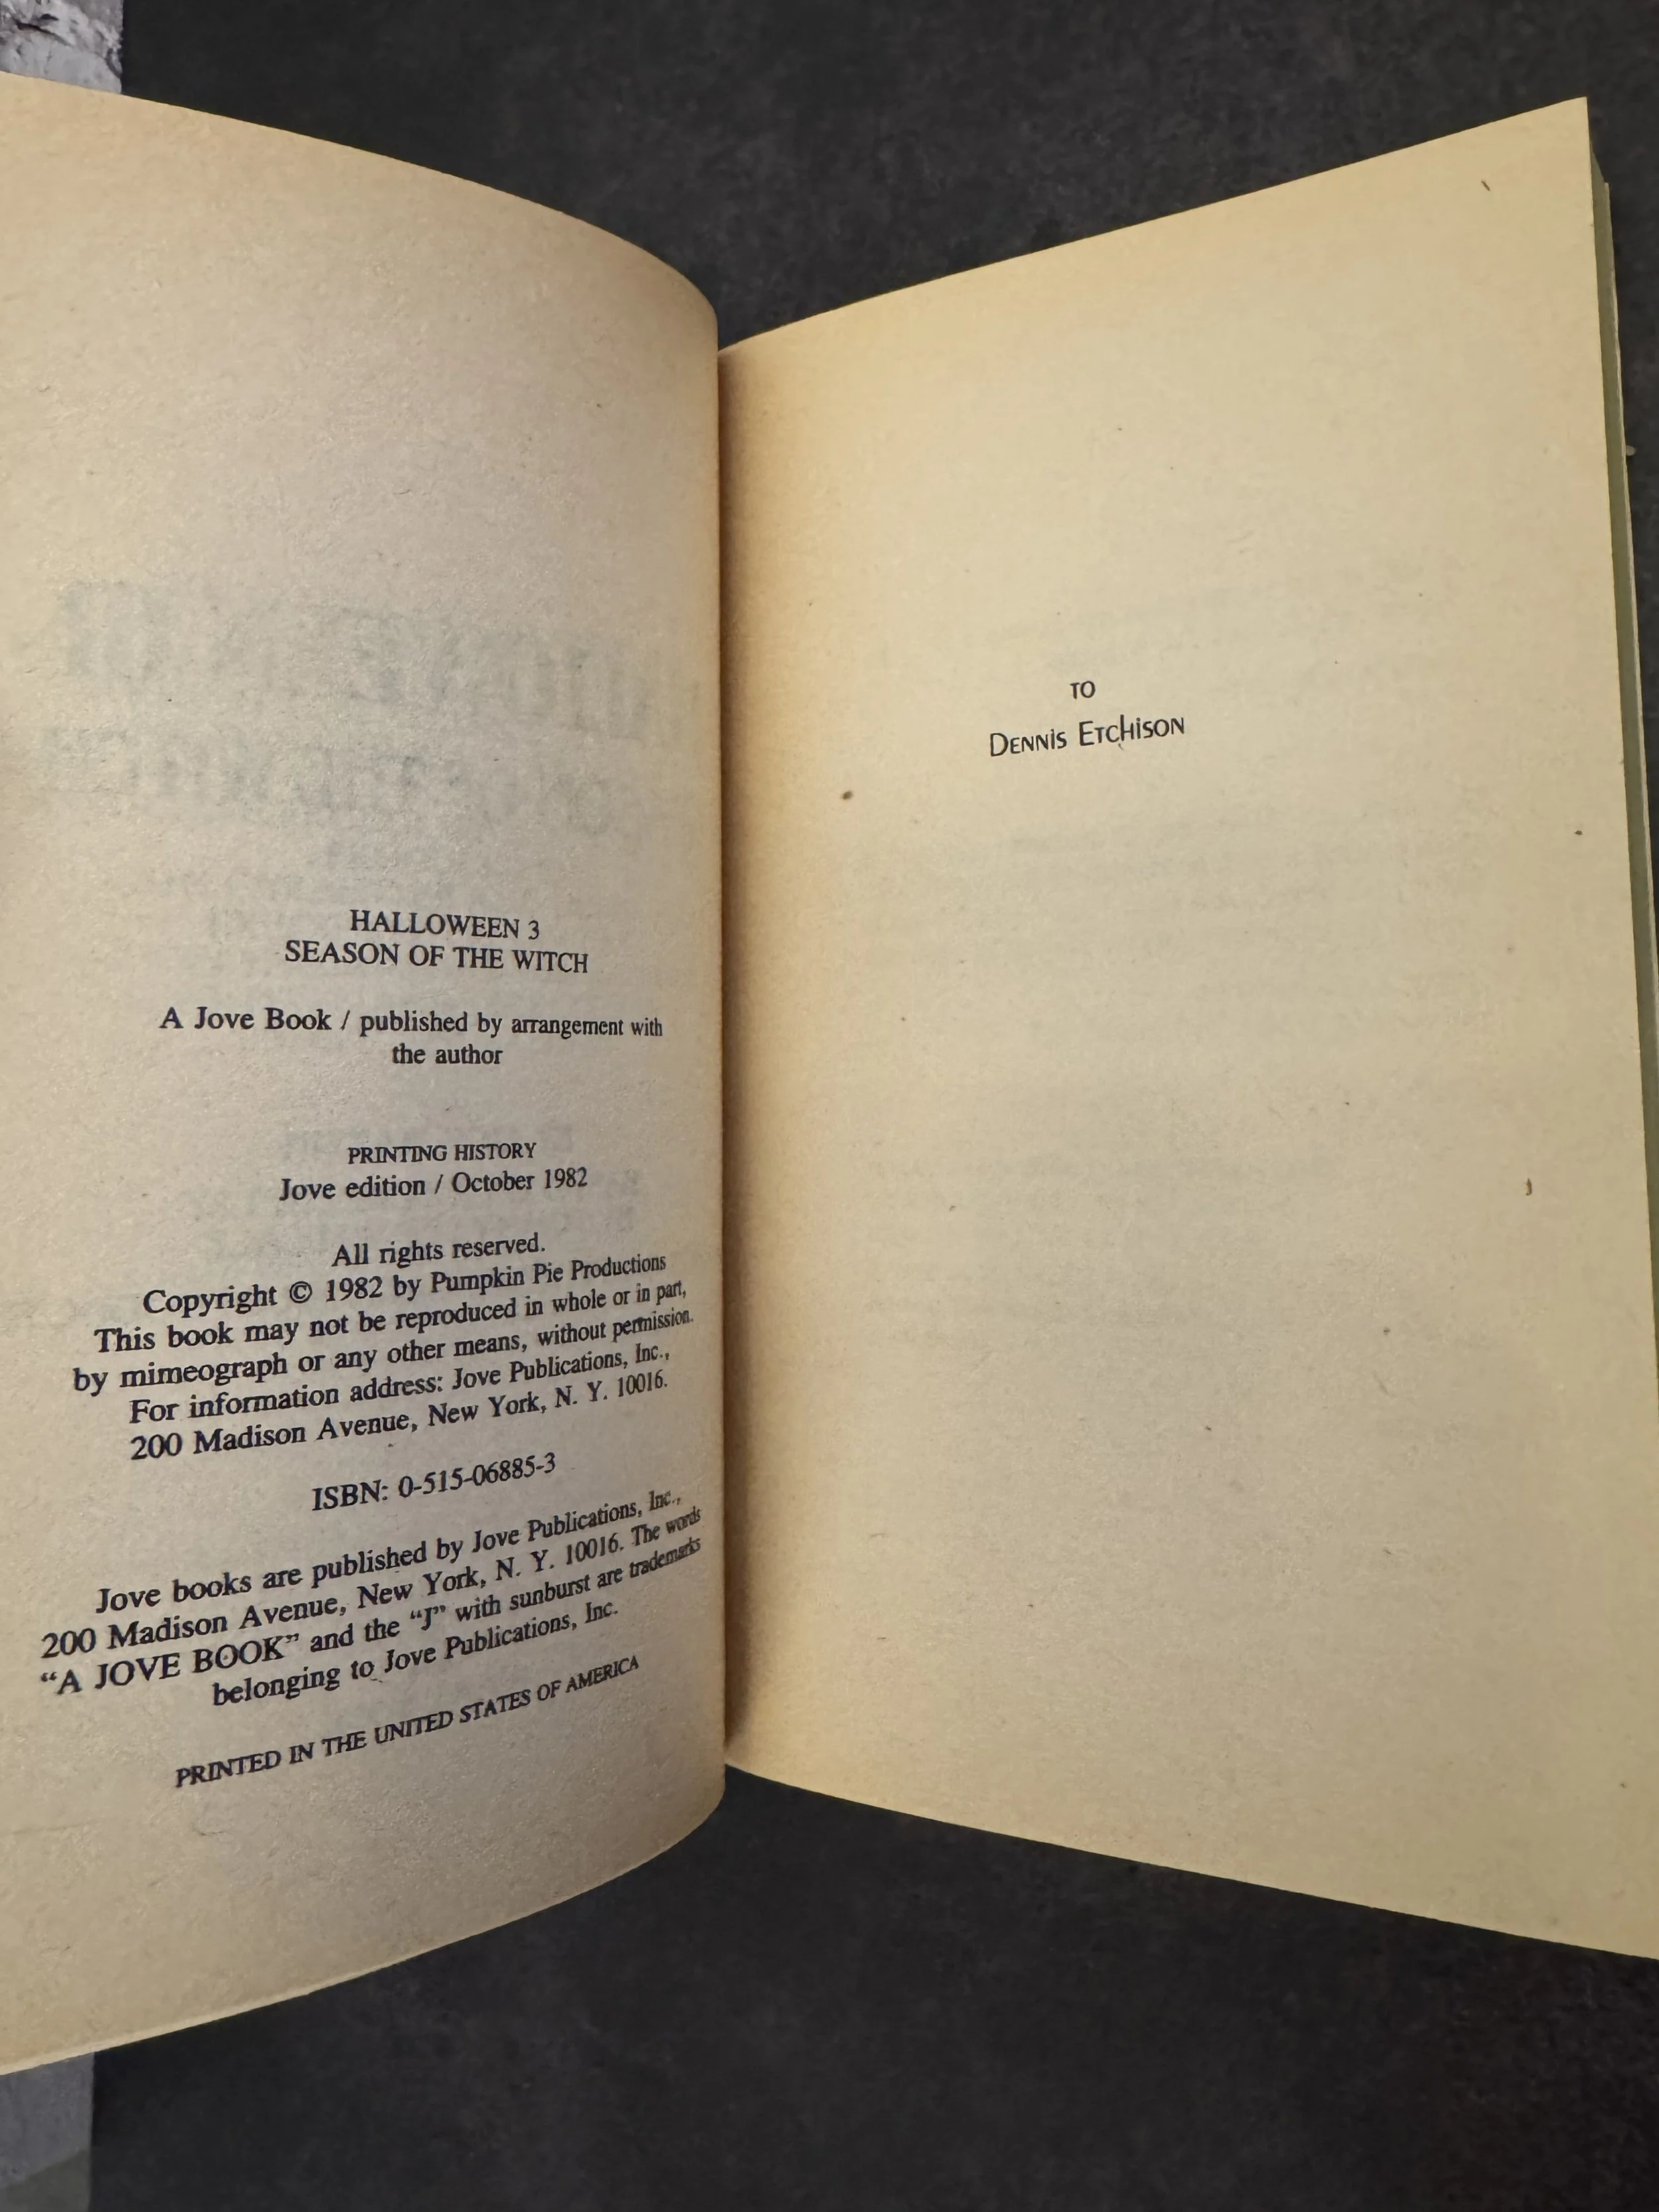 HALLOWEEN 3
SEASON OF THE WITCH
A Jove Book / published by arrangement with
the author
PRINTING HISTORY
Jove edition / October 1982
All rights reserved.
Copyright © 1982 by Pumpkin Pie Productions
This book may not be reproduced in whole or in part,
by mimeograph or any other means, without permission.
For information address: Jove Publications, Inc.,
200 Madison Avenue, New York, N. Y. 10016.
ISBN: 0-515-06885-3
Jove books are published by Jove Publications, Inc.,
200 Madison Avenue, New York, N. Y. 10016. The words
“A JOVE BOOK” and the “J” with sunburst are trademarks
belonging to Jove Publications, Inc.
PRINTED IN THE UNITED STATES OF AMERICA
TO
DENNIS ETCHISON